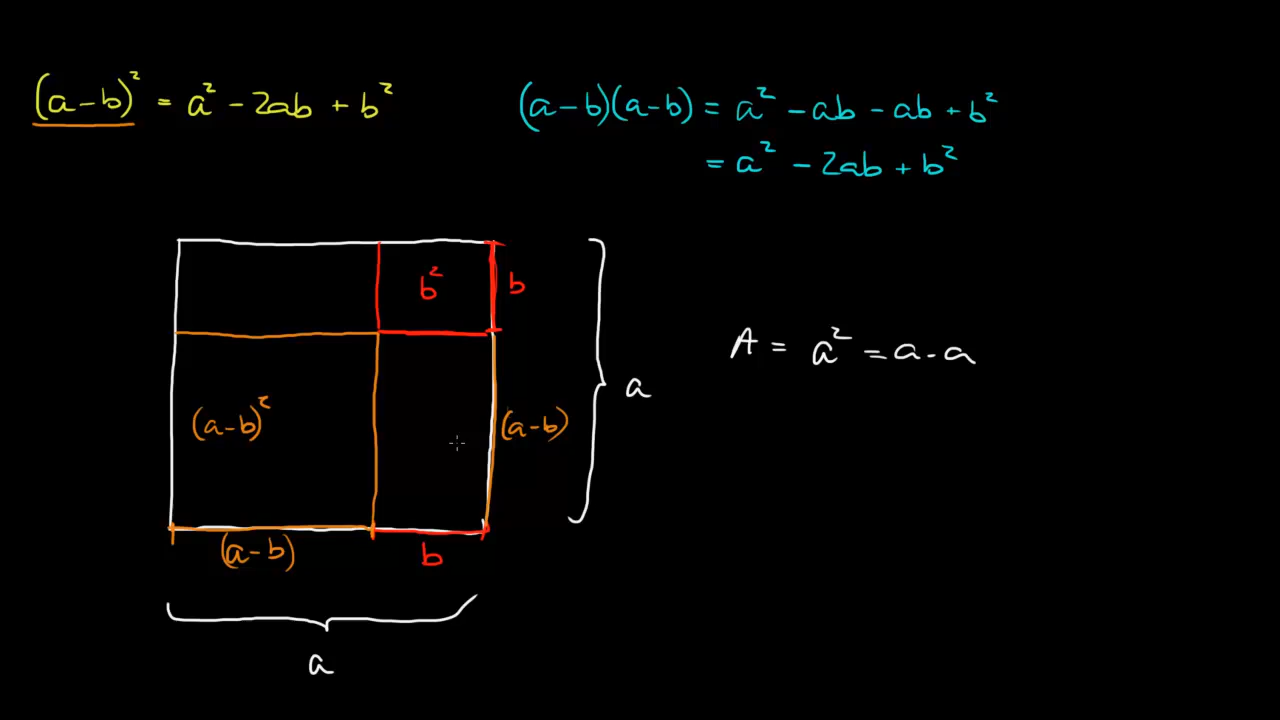 (a-b)² = a² - 2ab + b²
(a-b)(a-b) = a² - ab - ab + b²
= a² - 2ab + b²
b²
b
A = a² = a·a
a
(a-b)²
(a-b)
(a-b)
b
a